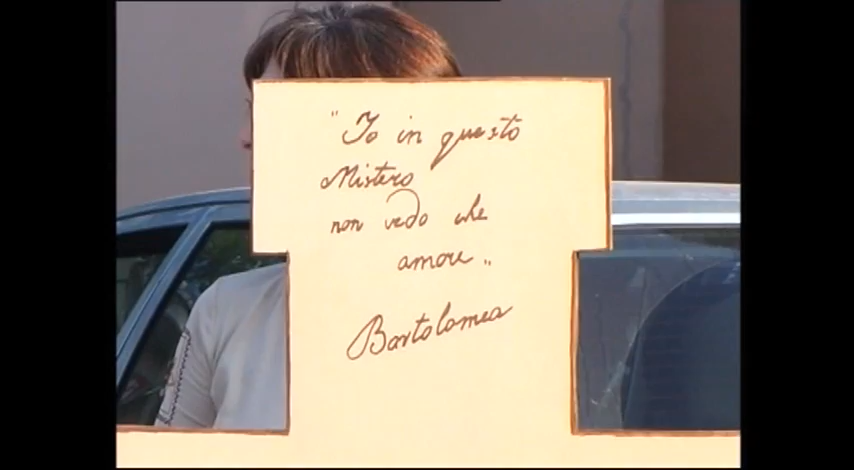 "Io in questo
Mistero
non vedo che
amore"
Bartolomea